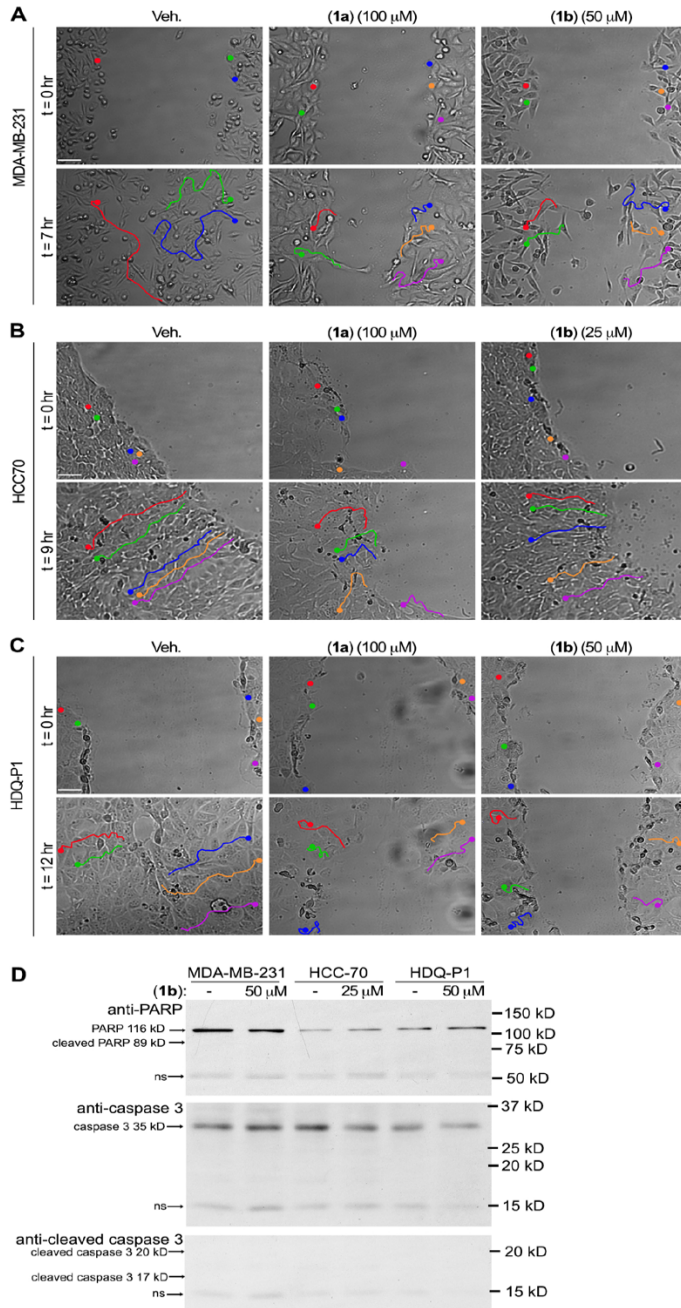 A
Veh.
(1a) (100 μM)
(1b) (50 μM)
MDA-MB-231
t = 0 hr
t = 7 hr
B
Veh.
(1a) (100 μM)
(1b) (25 μM)
HCC70
t = 0 hr
t = 9 hr
C
Veh.
(1a) (100 μM)
(1b) (50 μM)
HDQ-P1
t = 0 hr
t = 12 hr
D
MDA-MB-231 HCC-70 HDQ-P1
(1b): - 50 μM - 25 μM - 50 μM
anti-PARP
150 kD
PARP 116 kD
100 kD
cleaved PARP 89 kD
75 kD
ns
50 kD
anti-caspase 3
37 kD
caspase 3 35 kD
25 kD
20 kD
ns
15 kD
anti-cleaved caspase 3
cleaved caspase 3 20 kD
20 kD
cleaved caspase 3 17 kD
ns
15 kD